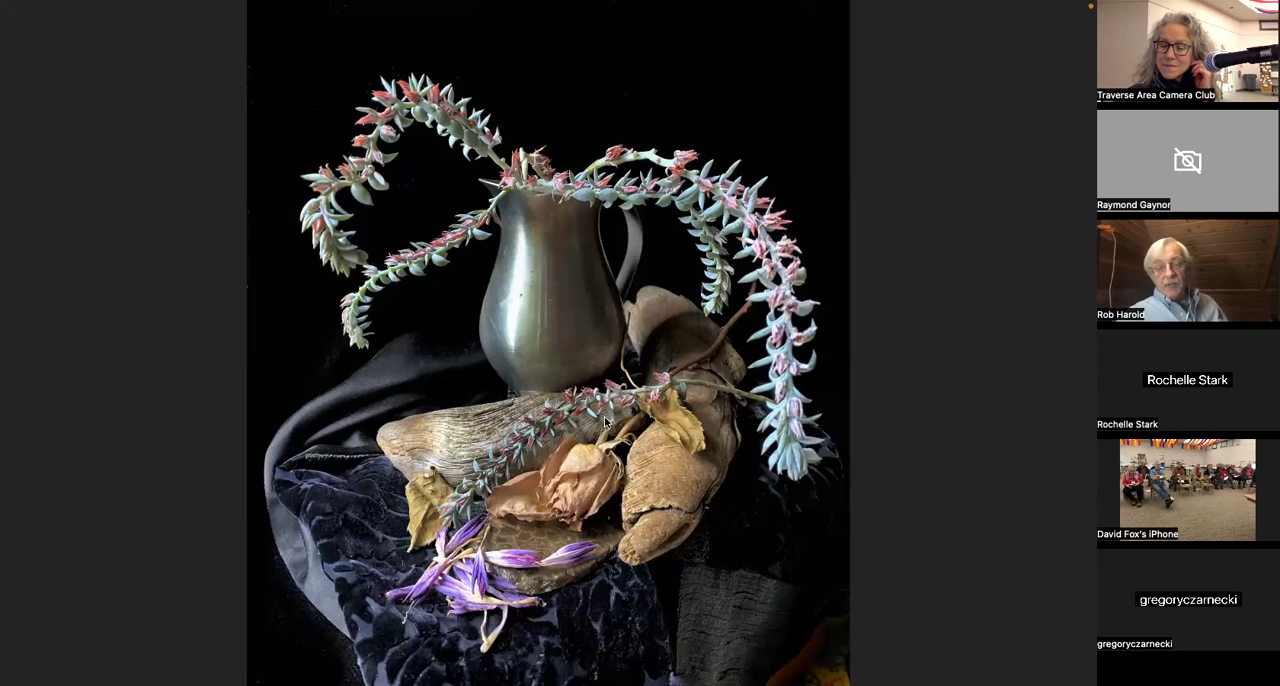 Traverse Area Camera Club
Raymond Gaynor
Rob Harold
Rochelle Stark
Rochelle Stark
David Fox's iPhone
gregoryczarnecki
gregoryczarnecki